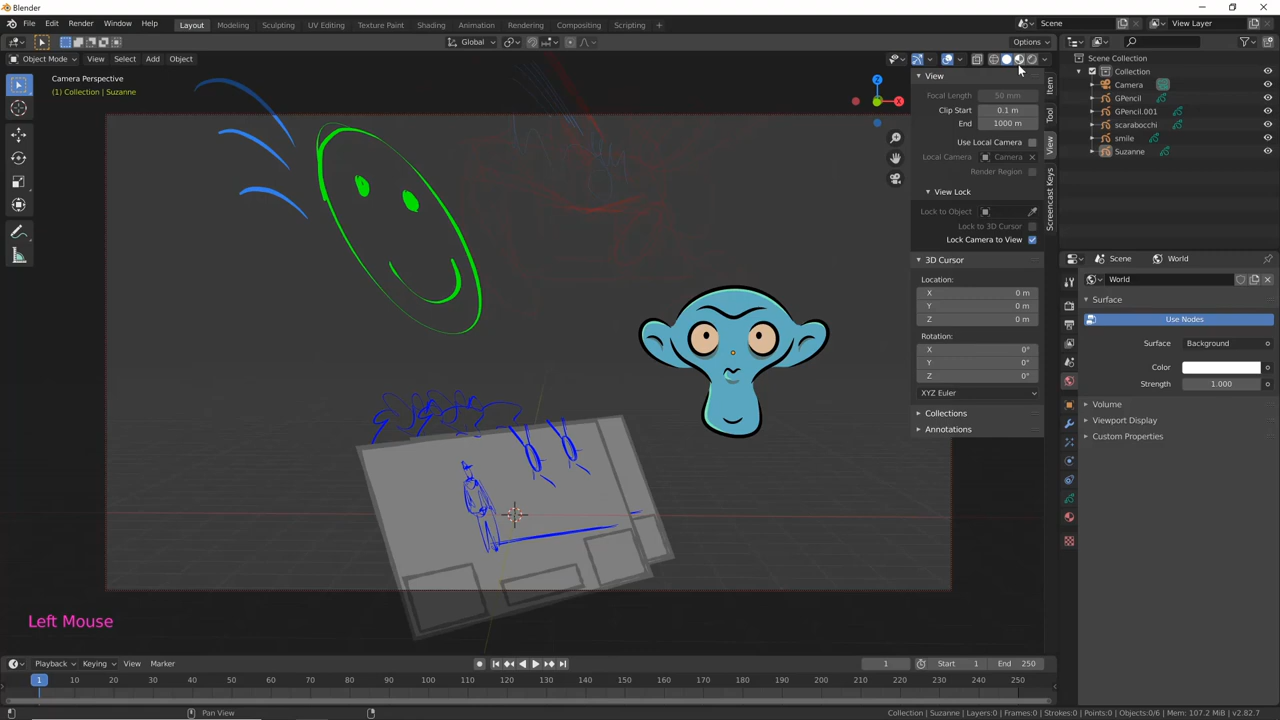 Blender
File Edit Render Window Help Layout Modeling Sculpting UV Editing Texture Paint Shading Animation Rendering Compositing Scripting + Scene View Layer
Global Options
Object Mode View Select Add Object
Camera Perspective
(1) Collection | Suzanne
Z
X
View
Focal Length 50 mm
Clip Start 0.1 m
End 1000 m
Use Local Camera
Local Camera Camera
Render Region
View Lock
Lock to Object
Lock to 3D Cursor
Lock Camera to View
3D Cursor
Location:
X 0 m
Y 0 m
Z 0 m
Rotation:
X 0°
Y 0°
Z 0°
XYZ Euler
Collections
Annotations
Item
Tool
View
Screencast Keys
Scene Collection
Collection
Camera
GPencil
GPencil.001
scarabocchi
smile
Suzanne
Scene World
World
Surface
Use Nodes
Surface Background
Color
Strength 1.000
Volume
Viewport Display
Custom Properties
Left Mouse
Playback Keying View Marker 1 Start 1 End 250
1 10 20 30 40 50 60 70 80 90 100 110 120 130 140 150 160 170 180 190 200 210 220 230 240 250
Pan View
Collection | Suzanne | Layers:0 | Frames:0 | Strokes:0 | Points:0 | Objects:0/6 | Mem: 107.2 MiB | v2.82.7